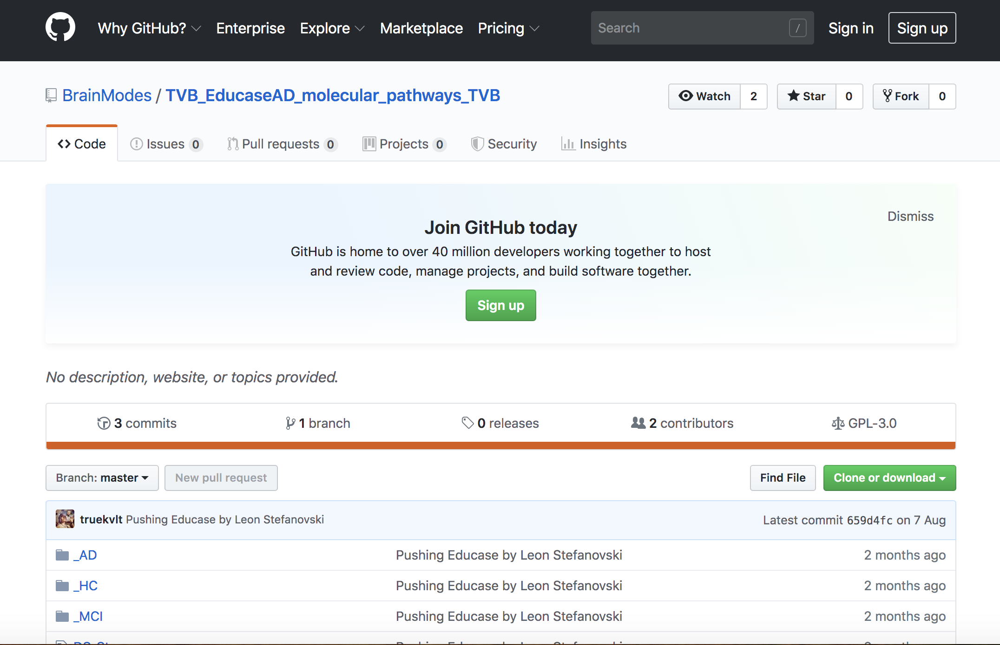 Why GitHub? Enterprise Explore Marketplace Pricing Search / Sign in Sign up
BrainModes / TVB_EducaseAD_molecular_pathways_TVB Watch 2 Star 0 Fork 0
Code Issues 0 Pull requests 0 Projects 0 Security Insights
Dismiss
Join GitHub today
GitHub is home to over 40 million developers working together to host
and review code, manage projects, and build software together.
Sign up
No description, website, or topics provided.
3 commits 1 branch 0 releases 2 contributors GPL-3.0
Branch: master New pull request Find File Clone or download
truekvlt Pushing Educase by Leon Stefanovski Latest commit 659d4fc on 7 Aug
_AD Pushing Educase by Leon Stefanovski 2 months ago
_HC Pushing Educase by Leon Stefanovski 2 months ago
_MCI Pushing Educase by Leon Stefanovski 2 months ago